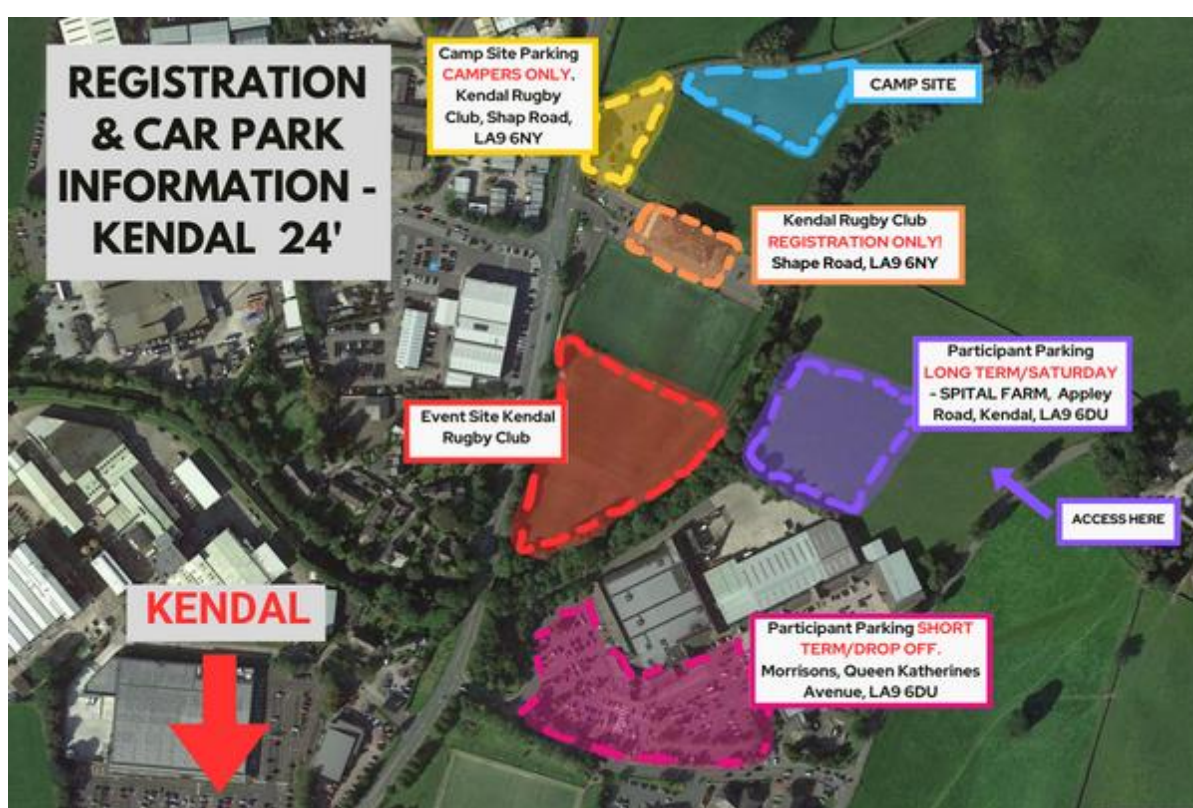 REGISTRATION
& CAR PARK
INFORMATION -
KENDAL 24'
Camp Site Parking
CAMPERS ONLY.
Kendal Rugby
Club, Shap Road,
LA9 6NY
CAMP SITE
Kendal Rugby Club
REGISTRATION ONLY!
Shape Road, LA9 6NY
Participant Parking
LONG TERM/SATURDAY
- SPITAL FARM, Appley
Road, Kendal, LA9 6DU
Event Site Kendal
Rugby Club
ACCESS HERE
KENDAL
Participant Parking SHORT
TERM/DROP OFF.
Morrisons, Queen Katherines
Avenue, LA9 6DU